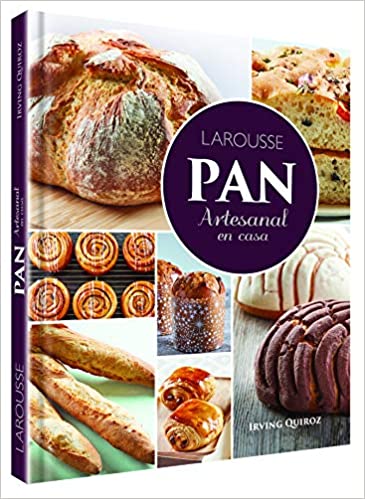 IRVING QUIROZ
PAN Artesanal
en casa
LAROUSSE
LAROUSSE
PAN
Artesanal
en casa
IRVING QUIROZ